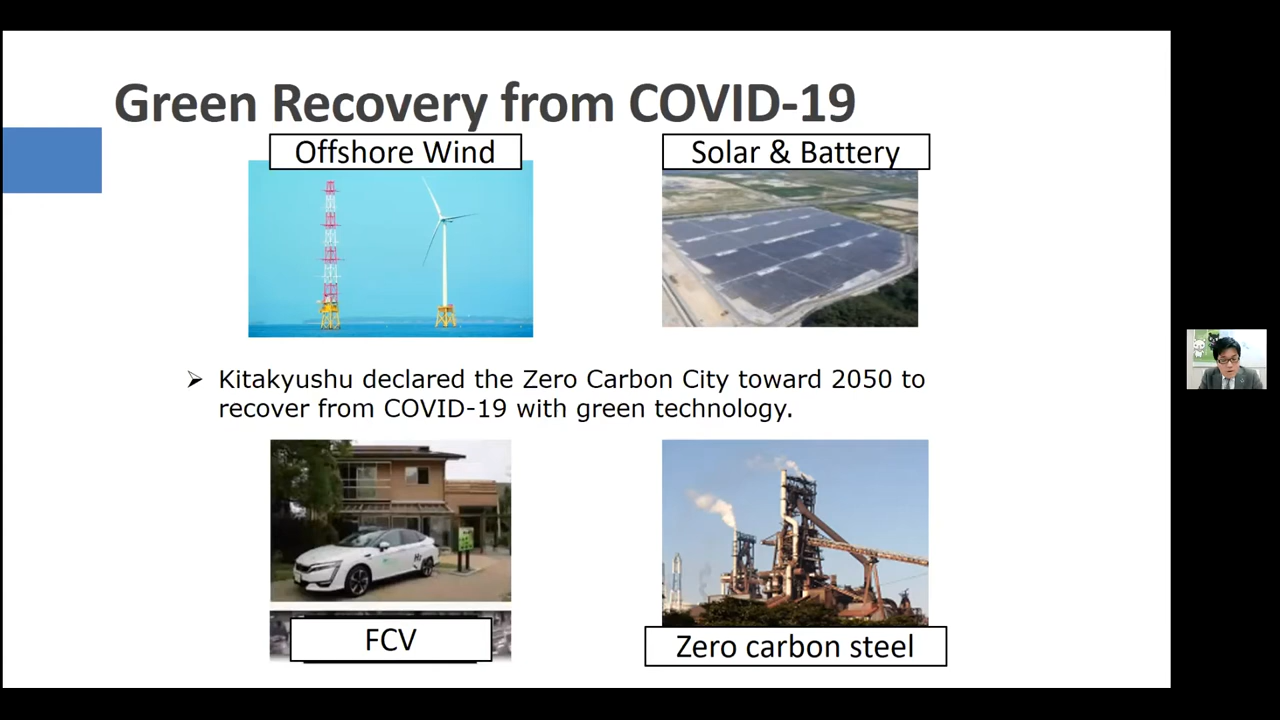 Green Recovery from COVID-19
Offshore Wind
Solar & Battery
Kitakyushu declared the Zero Carbon City toward 2050 to
recover from COVID-19 with green technology.
FCV
Zero carbon steel